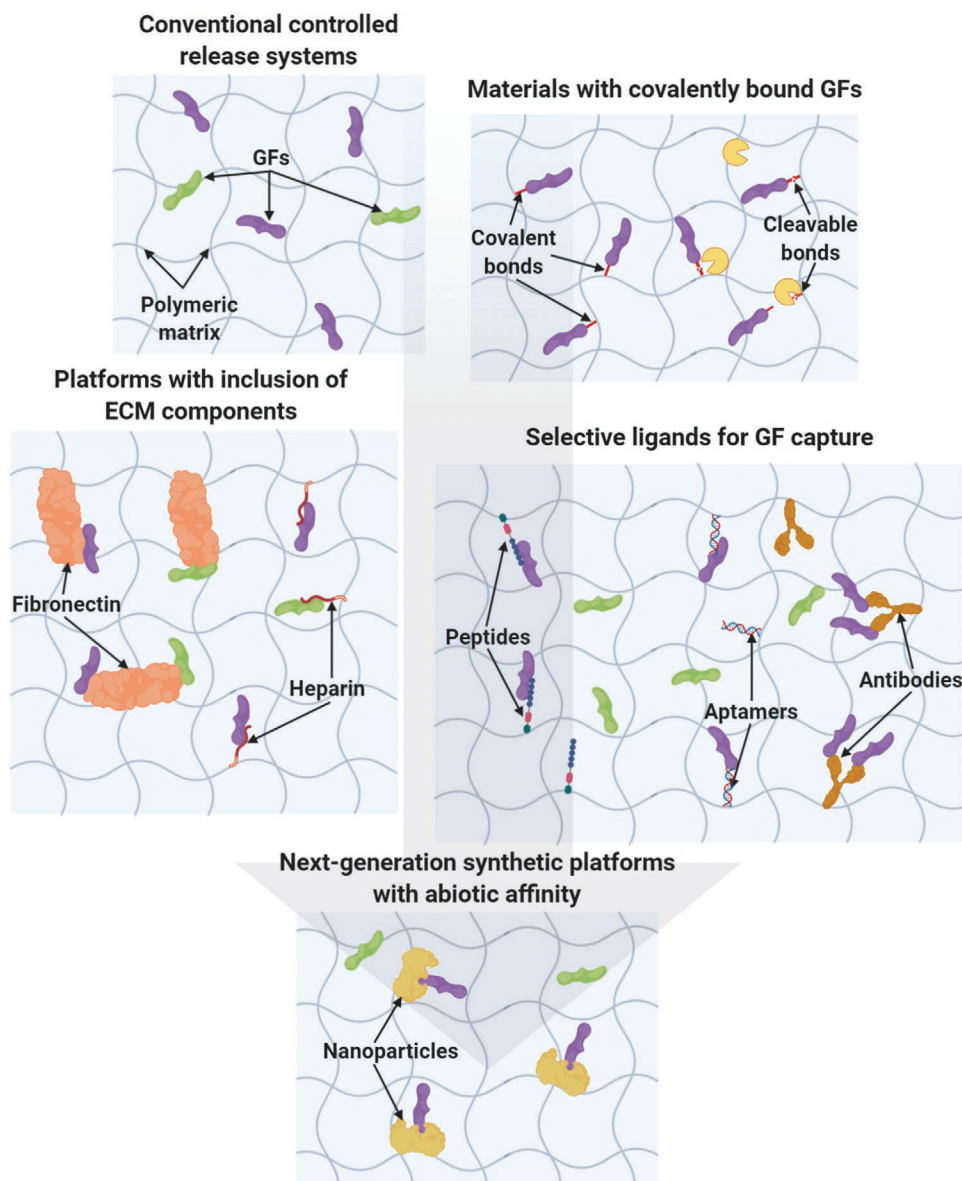 Conventional controlled
release systems
GFs
Polymeric
matrix
Materials with covalently bound GFs
Covalent
bonds
Cleavable
bonds
Platforms with inclusion of
ECM components
Fibronectin
Heparin
Selective ligands for GF capture
Peptides
Aptamers
Antibodies
Next-generation synthetic platforms
with abiotic affinity
Nanoparticles